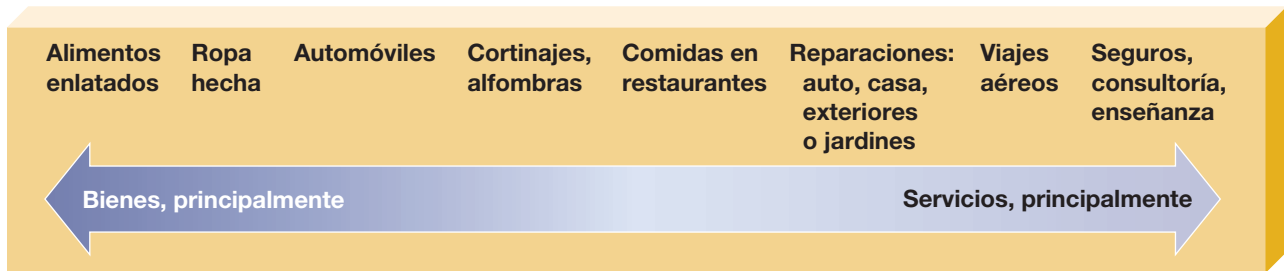 Alimentos enlatados
Ropa hecha
Automóviles
Cortinajes, alfombras
Comidas en restaurantes
Reparaciones: auto, casa, exteriores o jardines
Viajes aéreos
Seguros, consultoría, enseñanza
Bienes, principalmente
Servicios, principalmente